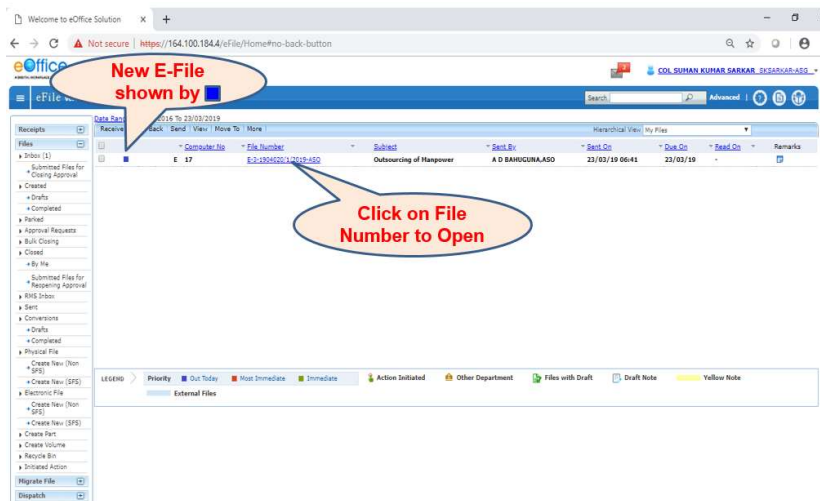 Welcome to eOffice Solution
Not secure | https://164.100.184.4/eFile/Home#no-back-button
eOffice
COL SUMAN KUMAR SARKAR SKSARKAR-ASG
eFile
Search
Advanced
New E-File
shown by
Date Ran 2016 To 23/03/2019
Receive Back Send View Move To More
Hierarchical View My Files
Computer No File Number Subject Sent By Sent On Due On Read On Remarks
E 17 E-3-1904020/1/2019-ASO Outsourcing of Manpower A D BAHUGUNA,ASO 23/03/19 06:41 23/03/19 -
Click on File
Number to Open
Receipts
Files
Inbox (1)
Submitted Files for
Closing Approval
Created
Drafts
Completed
Parked
Approval Requests
Bulk Closing
Closed
By Me
Submitted Files for
Reopening Approval
RMS Inbox
Sent
Conversions
Drafts
Completed
Physical File
Create New (Non
SFS)
Create New (SFS)
Electronic File
Create New (Non
SFS)
Create New (SFS)
Create Part
Create Volume
Recycle Bin
Initiated Action
Migrate File
Dispatch
LEGEND Priority Out Today Most Immediate Immediate Action Initiated Other Department Files with Draft Draft Note Yellow Note
External Files